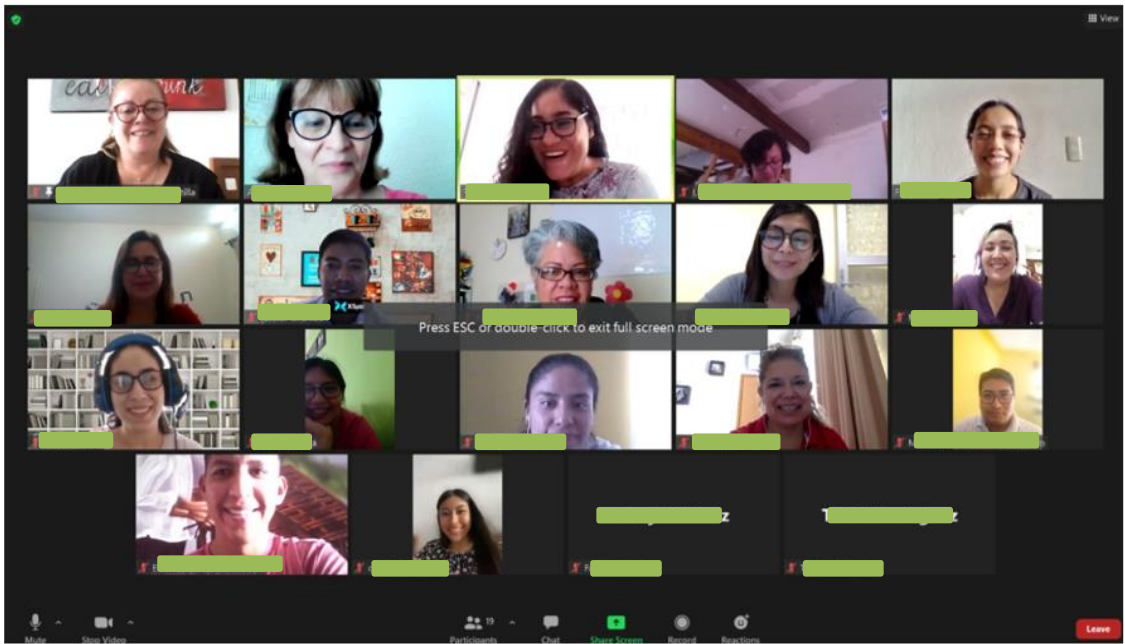 View
Press ESC or double-click to exit full screen mode
Mute
Stop Video
Participants
19
Chat
Share Screen
Record
Reactions
Leave